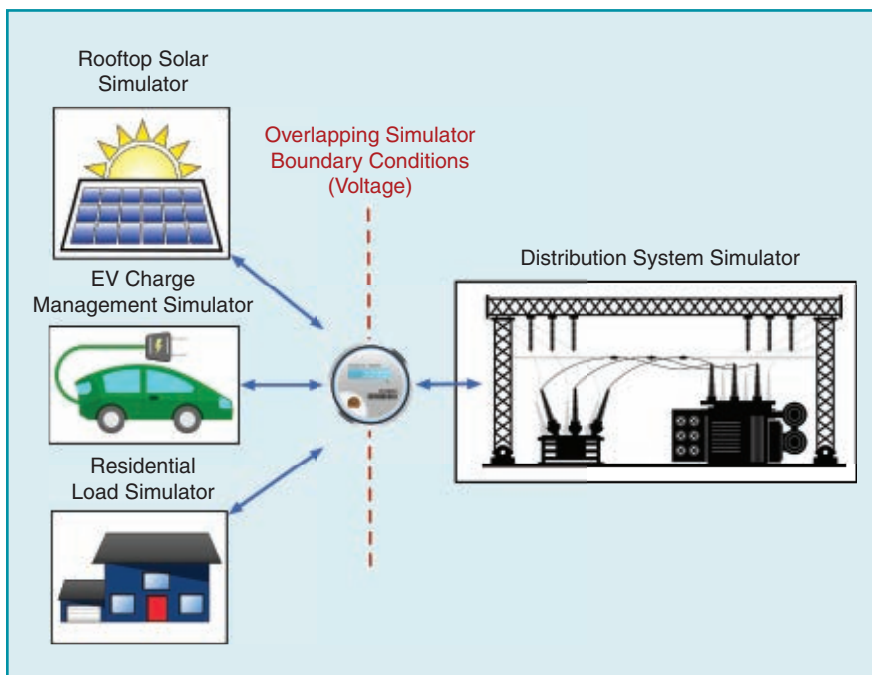 Rooftop Solar
Simulator
Overlapping Simulator
Boundary Conditions
(Voltage)
EV Charge
Management Simulator
Distribution System Simulator
Residential
Load Simulator